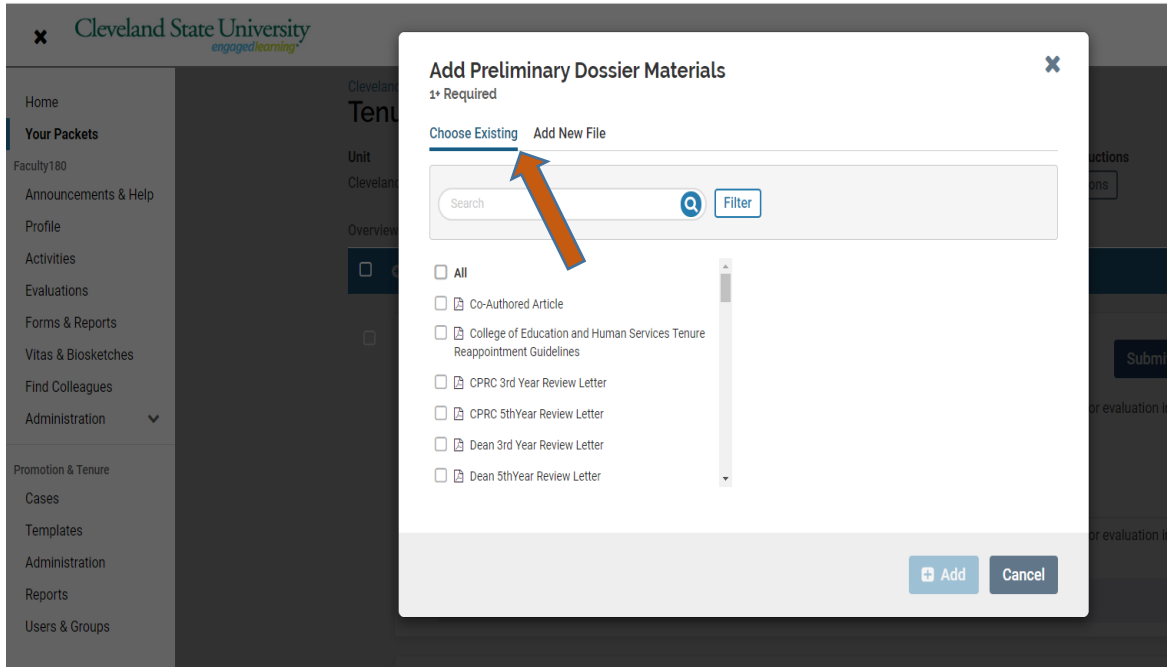 Cleveland State University
engagedlearning
Home
Your Packets
Faculty180
Announcements & Help
Profile
Activities
Evaluations
Forms & Reports
Vitas & Biosketches
Find Colleagues
Administration
Promotion & Tenure
Cases
Templates
Administration
Reports
Users & Groups
Unit
Overview
Add Preliminary Dossier Materials
1+ Required
Choose Existing Add New File
Search Filter
All
Co-Authored Article
College of Education and Human Services Tenure
Reappointment Guidelines
CPRC 3rd Year Review Letter
CPRC 5thYear Review Letter
Dean 3rd Year Review Letter
Dean 5thYear Review Letter
Add Cancel
or evaluation
or evaluation